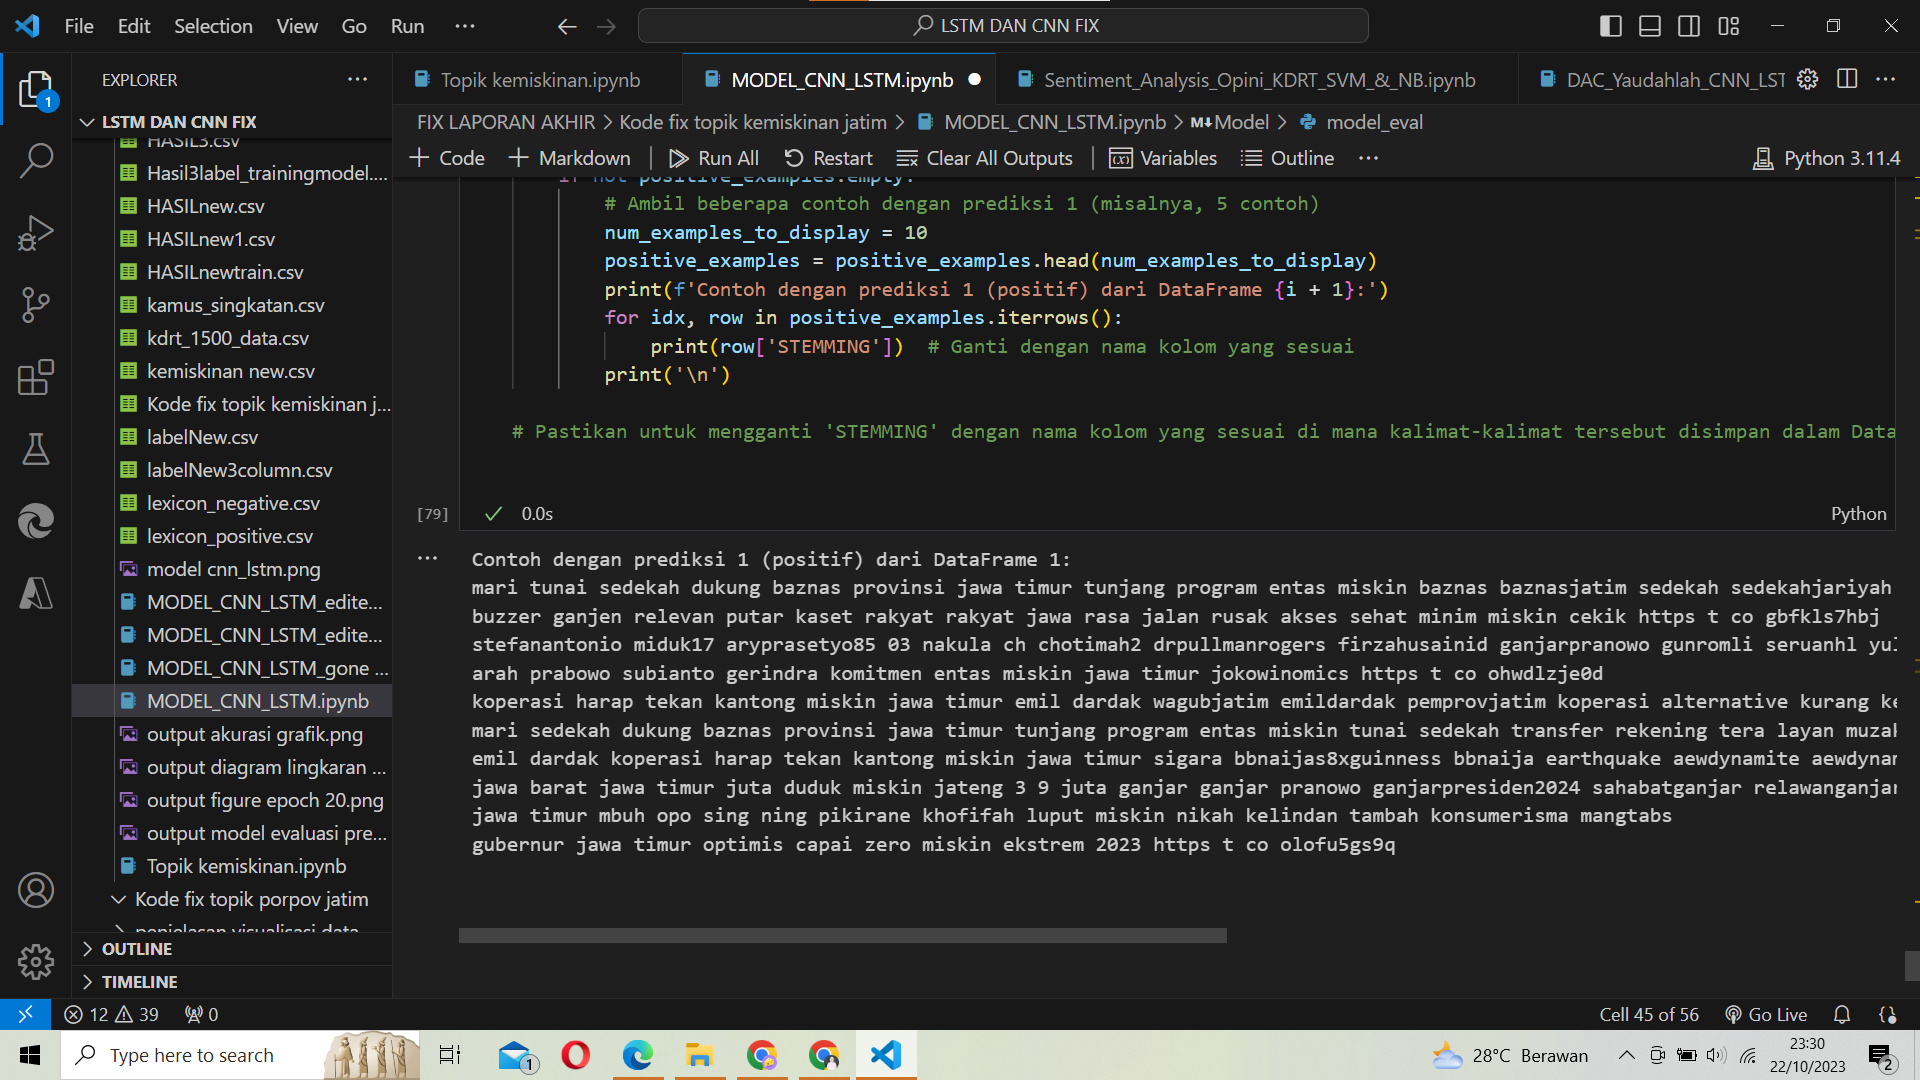 File Edit Selection View Go Run ...
LSTM DAN CNN FIX
EXPLORER
Topik kemiskinan.ipynb
MODEL_CNN_LSTM.ipynb
Sentiment_Analysis_Opini_KDRT_SVM_&_NB.ipynb
DAC_Yaudahlah_CNN_LST
1
LSTM DAN CNN FIX
FIX LAPORAN AKHIR > Kode fix topik kemiskinan jatim > MODEL_CNN_LSTM.ipynb > M↓Model > model_eval
+ Code + Markdown Run All Restart Clear All Outputs Variables Outline ... Python 3.11.4
HASIL3.csv
Hasil3label_trainingmodel....
HASILnew.csv
HASILnew1.csv
HASILnewtrain.csv
kamus_singkatan.csv
kdrt_1500_data.csv
kemiskinan new.csv
Kode fix topik kemiskinan j...
labelNew.csv
labelNew3column.csv
lexicon_negative.csv
lexicon_positive.csv
model cnn_lstm.png
MODEL_CNN_LSTM_edite...
MODEL_CNN_LSTM_edite...
MODEL_CNN_LSTM_gone ...
MODEL_CNN_LSTM.ipynb
output akurasi grafik.png
output diagram lingkaran ...
output figure epoch 20.png
output model evaluasi pre...
Topik kemiskinan.ipynb
Kode fix topik porpov jatim
penjelasan visualisasi data
OUTLINE
TIMELINE
if not positive_examples.empty:
# Ambil beberapa contoh dengan prediksi 1 (misalnya, 5 contoh)
num_examples_to_display = 10
positive_examples = positive_examples.head(num_examples_to_display)
print(f'Contoh dengan prediksi 1 (positif) dari DataFrame {i + 1}:')
for idx, row in positive_examples.iterrows():
print(row['STEMMING']) # Ganti dengan nama kolom yang sesuai
print('\n')
# Pastikan untuk mengganti 'STEMMING' dengan nama kolom yang sesuai di mana kalimat-kalimat tersebut disimpan dalam Data
[79] 0.0s Python
Contoh dengan prediksi 1 (positif) dari DataFrame 1:
mari tunai sedekah dukung baznas provinsi jawa timur tunjang program entas miskin baznas baznasjatim sedekah sedekahjariyah
buzzer ganjen relevan putar kaset rakyat rakyat jawa rasa jalan rusak akses sehat minim miskin cekik https t co gbfkls7hbj
stefanantonio miduk17 aryprasetyo85 03 nakula ch chotimah2 drpullmanrogers firzahusainid ganjarpranowo gunromli seruanhl yul
arah prabowo subianto gerindra komitmen entas miskin jawa timur jokowinomics https t co ohwdlzje0d
koperasi harap tekan kantong miskin jawa timur emil dardak wagubjatim emildardak pemprovjatim koperasi alternative kurang ke
mari sedekah dukung baznas provinsi jawa timur tunjang program entas miskin tunai sedekah transfer rekening tera layan muzak
emil dardak koperasi harap tekan kantong miskin jawa timur sigara bbnaijas8xguinness bbnaija earthquake aewdynamite aewdynam
jawa barat jawa timur juta duduk miskin jateng 3 9 juta ganjar ganjar pranowo ganjarpresiden2024 sahabatganjar relawanganjar
jawa timur mbuh opo sing ning pikirane khofifah luput miskin nikah kelindan tambah konsumerisma mangtabs
gubernur jawa timur optimis capai zero miskin ekstrem 2023 https t co olofu5gs9q
12 39 0
Cell 45 of 56 Go Live
Type here to search
1
28°C Berawan
23:30
22/10/2023
2